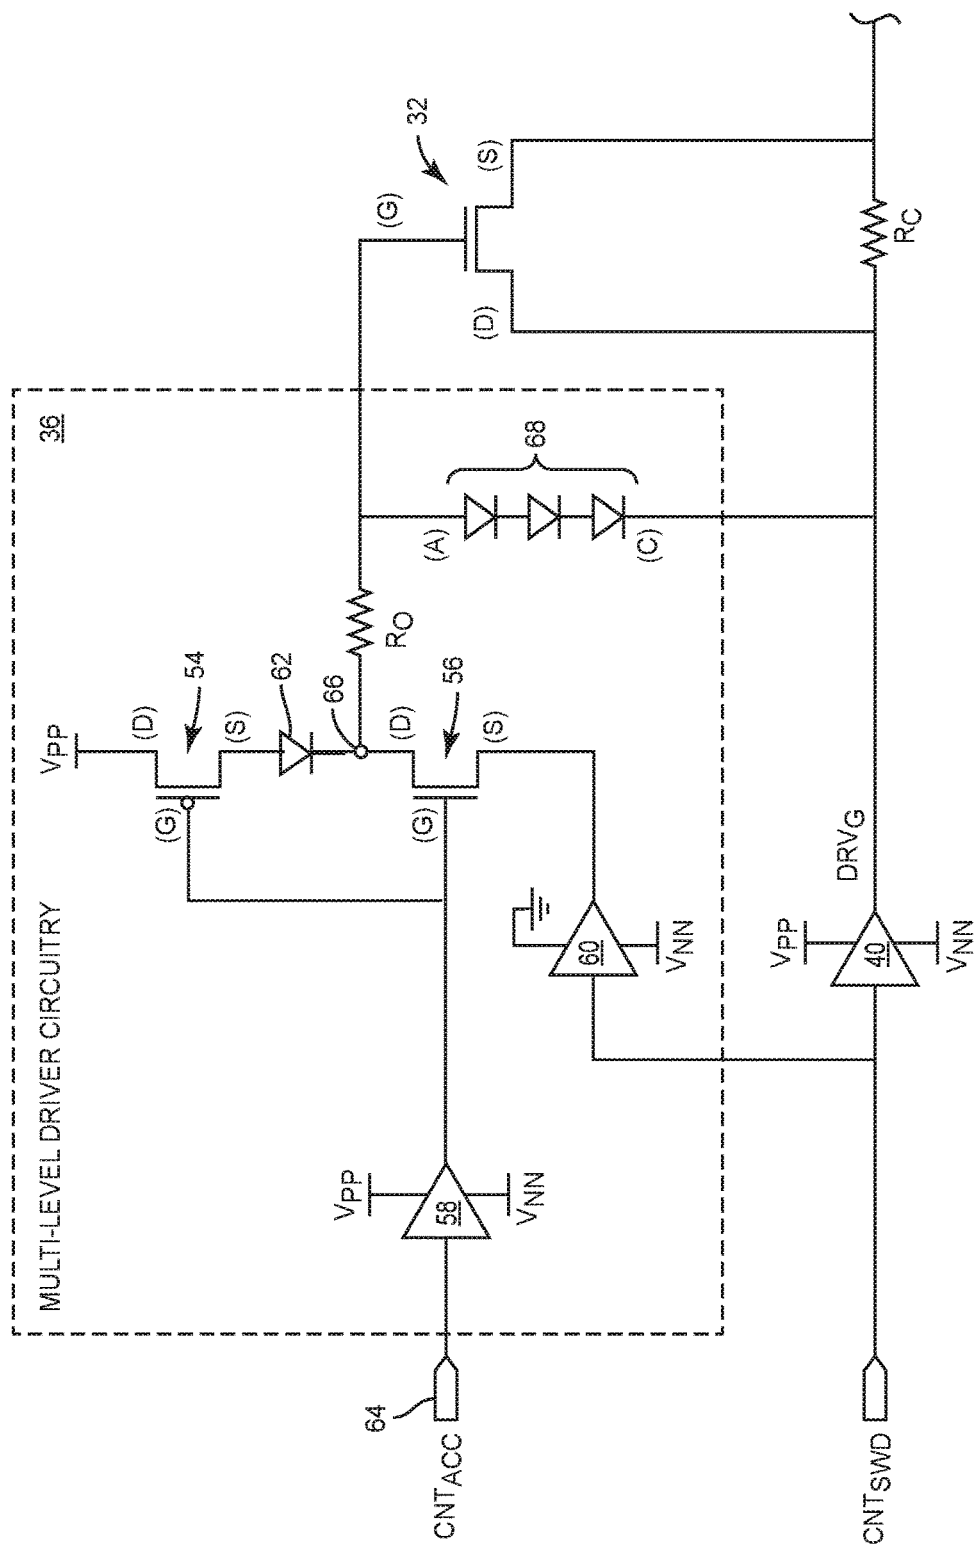 MULTI-LEVEL DRIVER CIRCUITRY
36
VPP
(D)
54
(G)
(S)
62
66
RO
(D)
56
(G)
(S)
(A)
68
(C)
(G)
32
(D)
(S)
RC
VPP
58
VNN
60
VNN
64
CNTACC
VPP
40
VNN
DRVG
CNTSWD